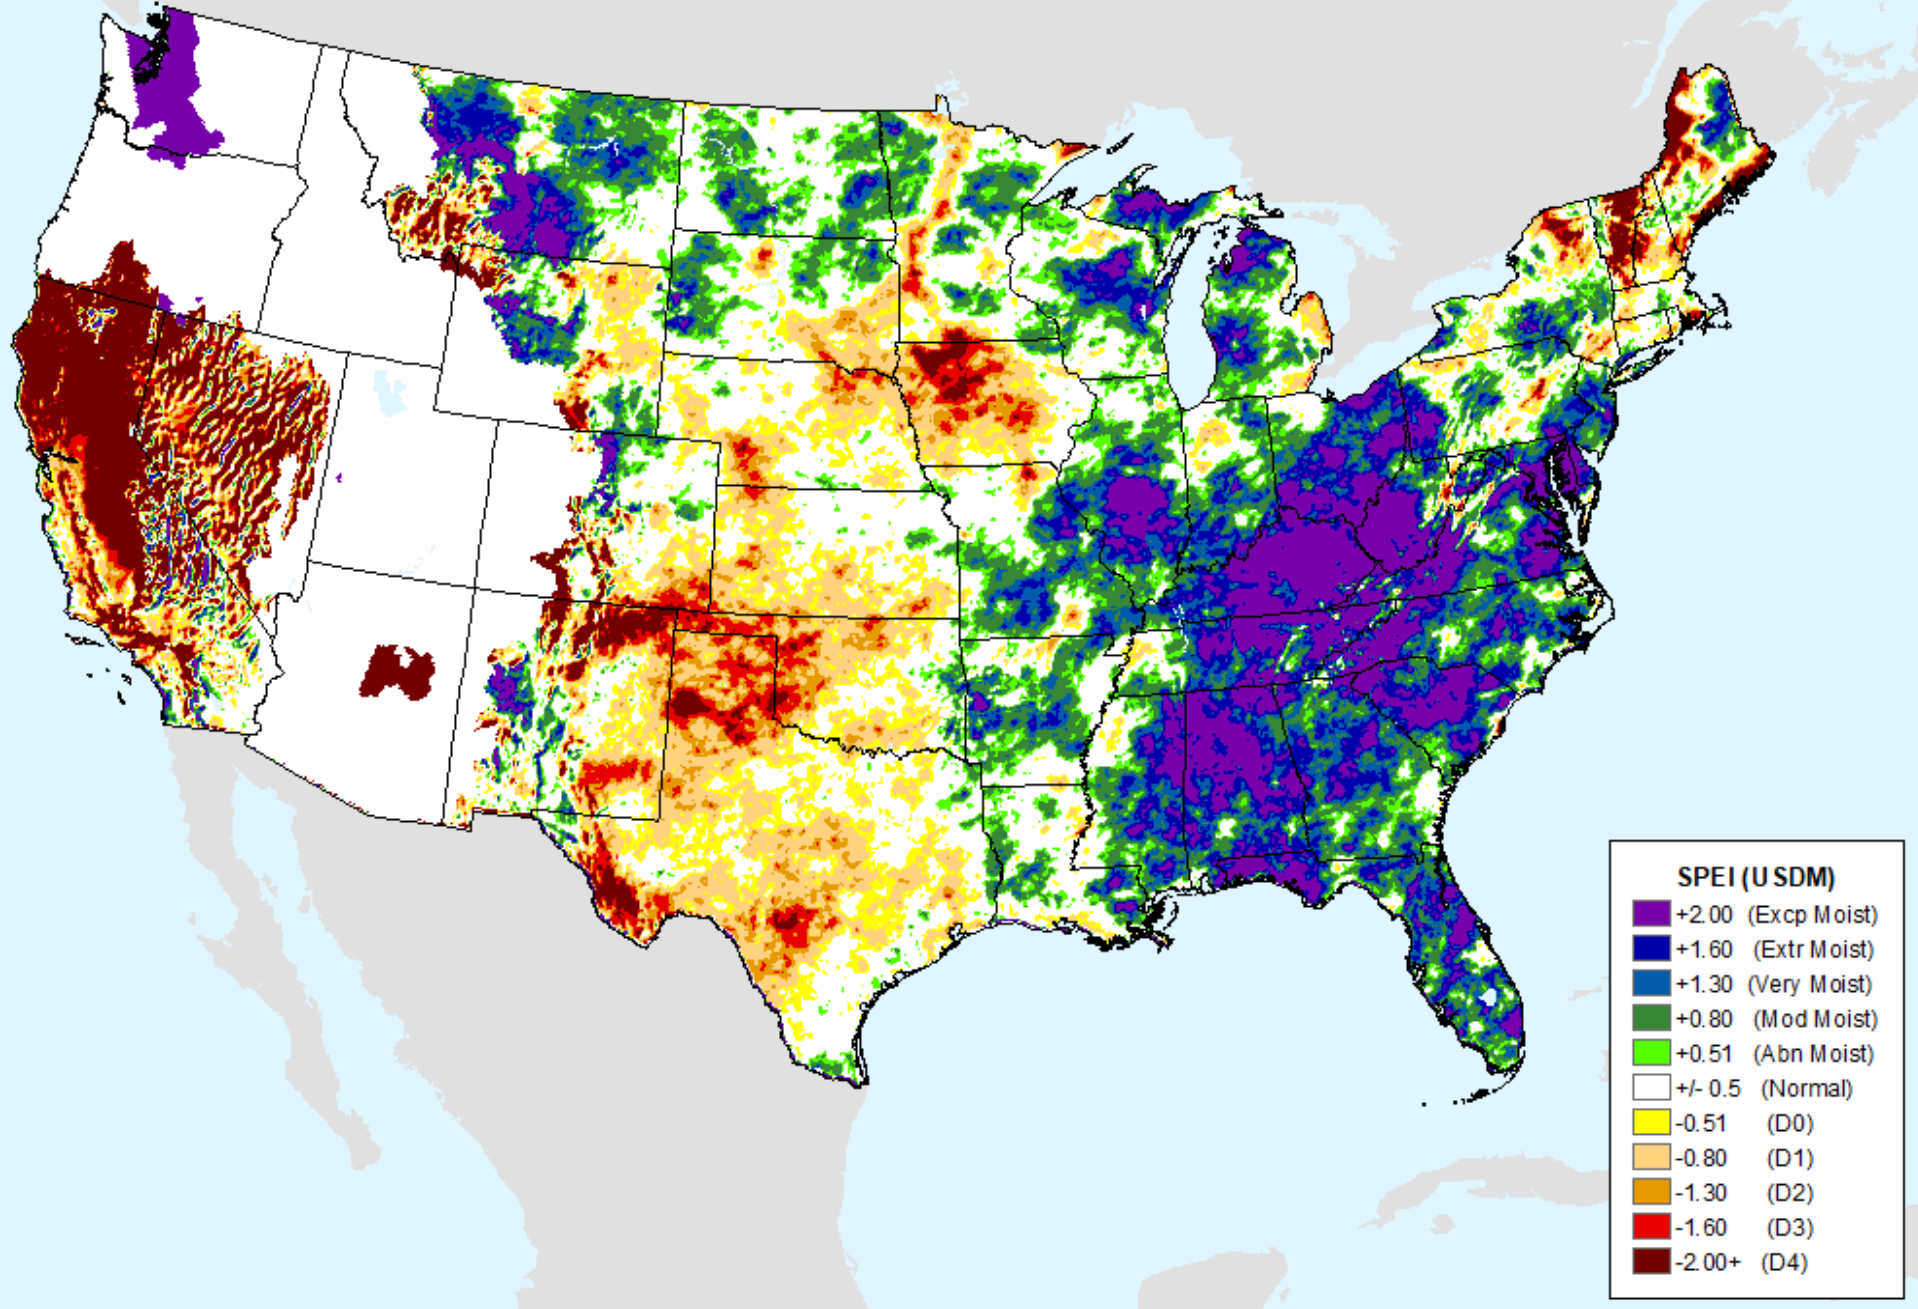 SPEI (USDM)
+2.00 (Excp Moist)
+1.60 (Extr Moist)
+1.30 (Very Moist)
+0.80 (Mod Moist)
+0.51 (Abn Moist)
+/- 0.5 (Normal)
-0.51 (D0)
-0.80 (D1)
-1.30 (D2)
-1.60 (D3)
-2.00+ (D4)